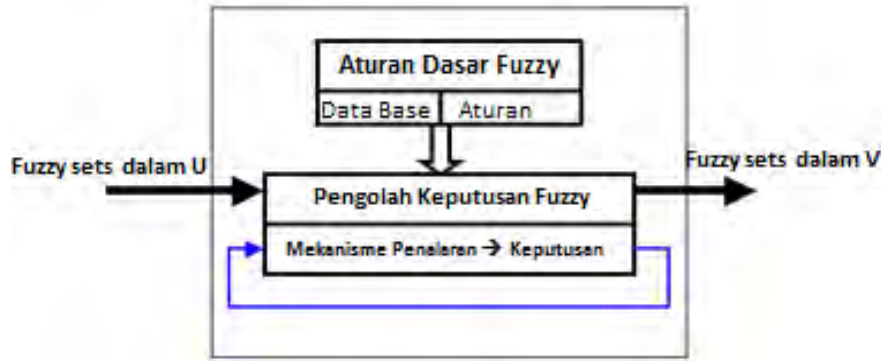 Aturan Dasar Fuzzy
Data Base Aturan
Fuzzy sets dalam U
Fuzzy sets dalam V
Pengolah Keputusan Fuzzy
Mekanisme Penalaran → Keputusan